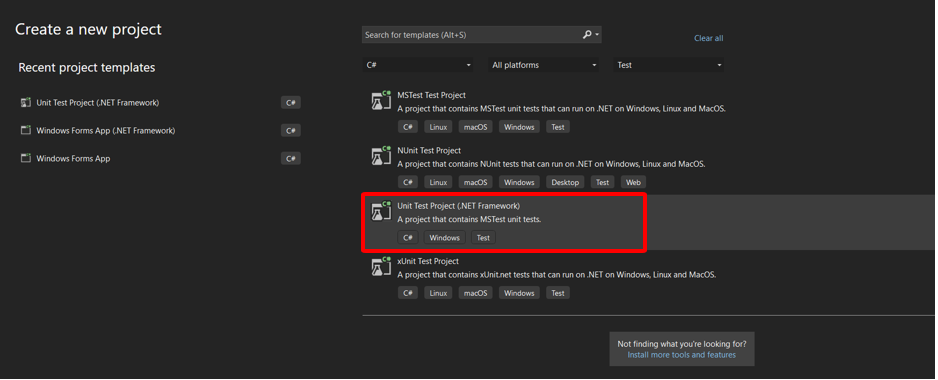 Create a new project
Recent project templates
Unit Test Project (.NET Framework) C#
Windows Forms App (.NET Framework) C#
Windows Forms App C#
Search for templates (Alt+S)
Clear all
C# All platforms Test
MSTest Test Project
A project that contains MSTest unit tests that can run on .NET on Windows, Linux and MacOS.
C# Linux macOS Windows Test
NUnit Test Project
A project that contains NUnit tests that can run on .NET on Windows, Linux and MacOS.
C# Linux macOS Windows Desktop Test Web
Unit Test Project (.NET Framework)
A project that contains MSTest unit tests.
C# Windows Test
xUnit Test Project
A project that contains xUnit.net tests that can run on .NET on Windows, Linux and MacOS.
C# Linux macOS Windows Test
Not finding what you're looking for?
Install more tools and features